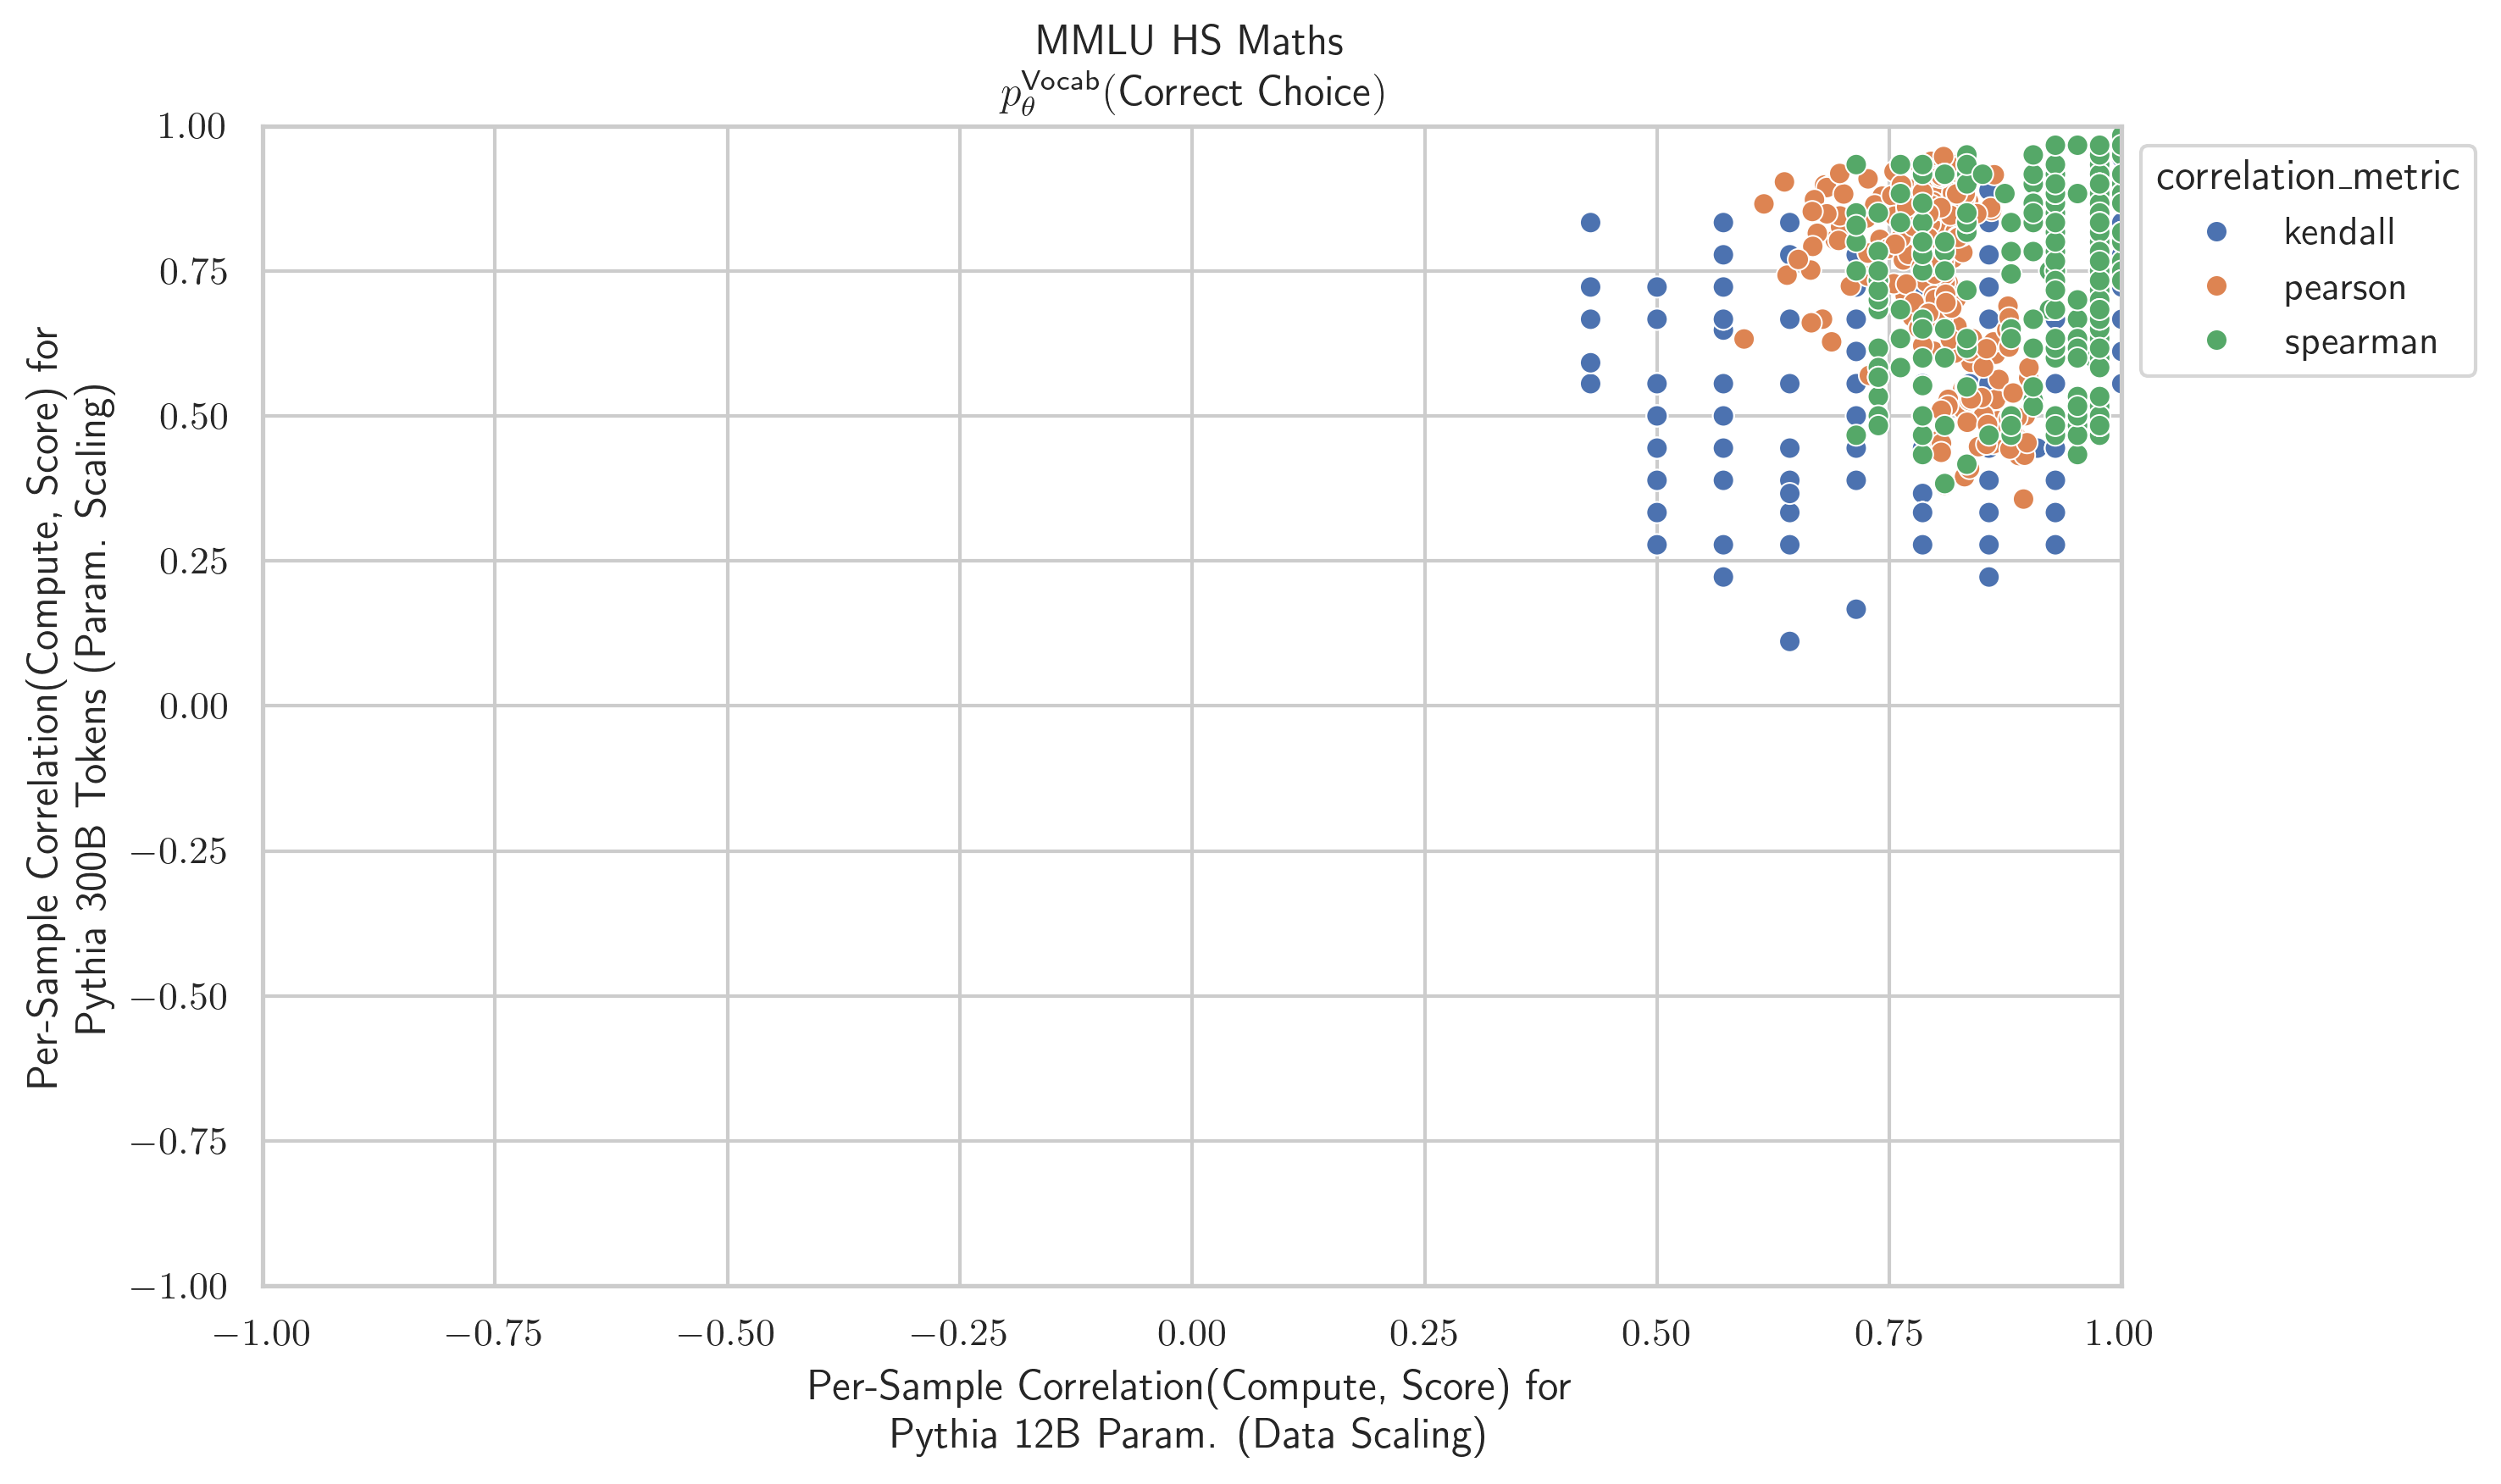 MMLU HS Maths
p_θ^Vocab(Correct Choice)
1.00
0.75
0.50
0.25
0.00
−0.25
−0.50
−0.75
−1.00
Per-Sample Correlation(Compute, Score) for
Pythia 300B Tokens (Param. Scaling)
correlation_metric
kendall
pearson
spearman
−1.00 −0.75 −0.50 −0.25 0.00 0.25 0.50 0.75 1.00
Per-Sample Correlation(Compute, Score) for
Pythia 12B Param. (Data Scaling)